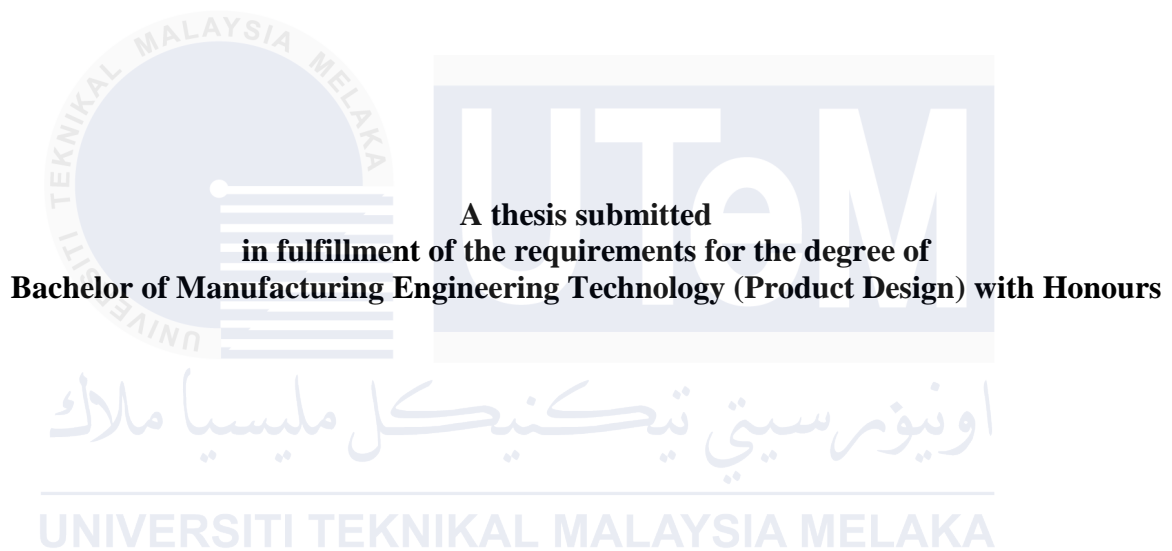 UNIVERSITI TEKNIKAL MALAYSIA MELAKA
UTeM
A thesis submitted
in fulfillment of the requirements for the degree of
Bachelor of Manufacturing Engineering Technology (Product Design) with Honours
اونيۏرسيتي تيكنيكل مليسيا ملاك
UNIVERSITI TEKNIKAL MALAYSIA MELAKA